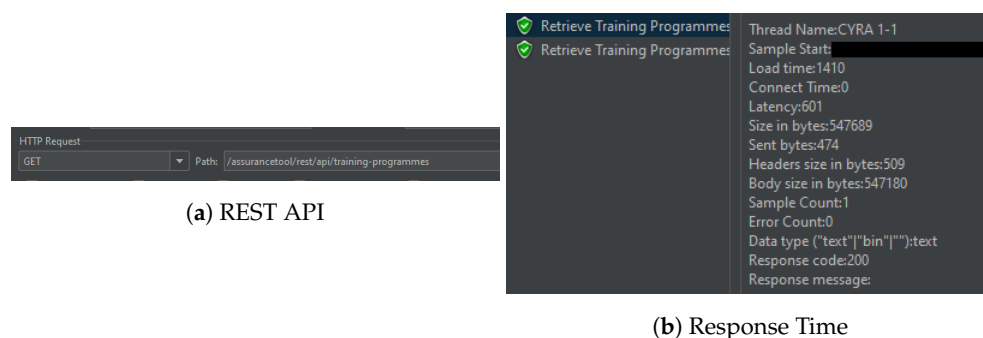 HTTP Request
GET
Path: /assurancetool/rest/api/training-programmes
(a) REST API
Retrieve Training Programmes
Retrieve Training Programmes
Thread Name:CYRA 1-1
Sample Start:
Load time:1410
Connect Time:0
Latency:601
Size in bytes:547689
Sent bytes:474
Headers size in bytes:509
Body size in bytes:547180
Sample Count:1
Error Count:0
Data type ("text"|"bin"|""):text
Response code:200
Response message:
(b) Response Time